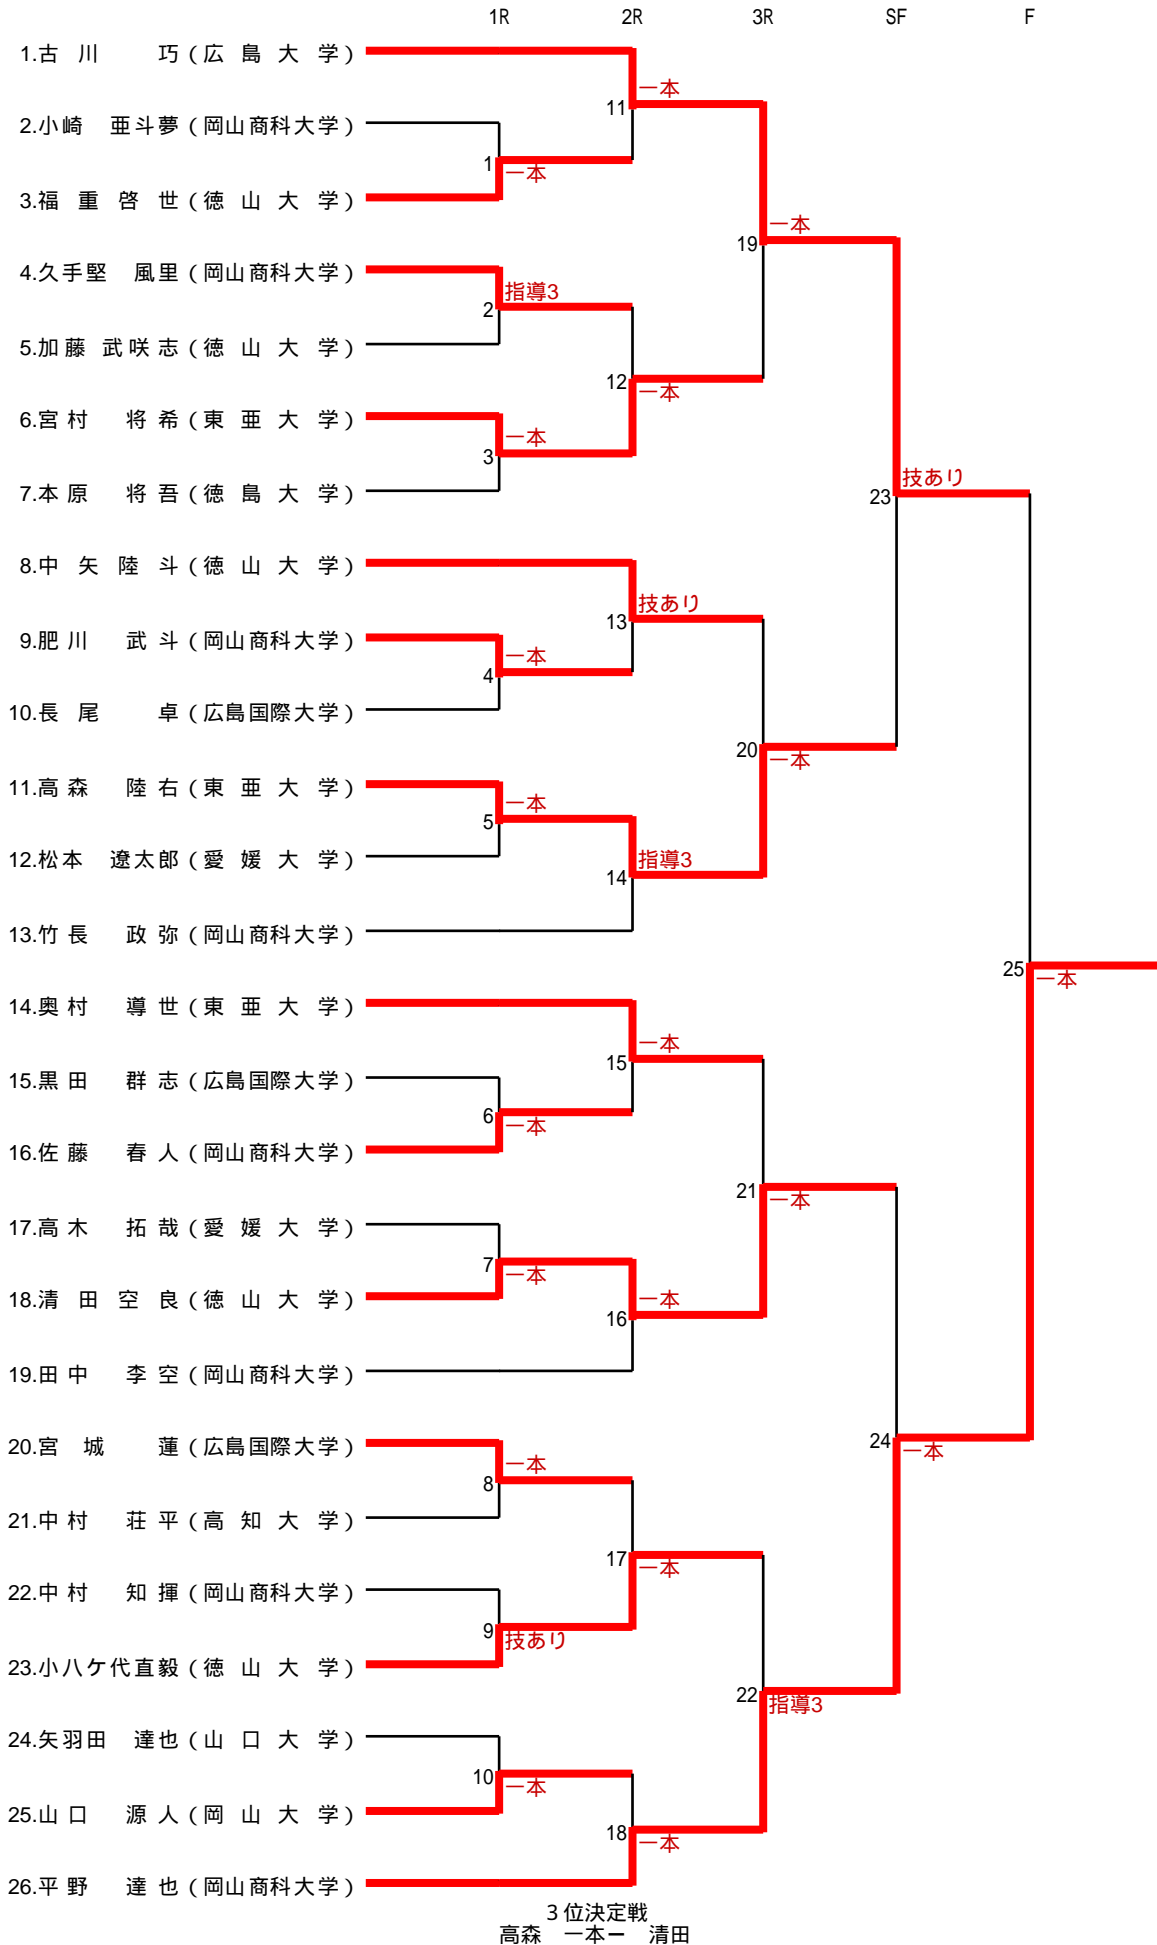 1R 2R 3R SF F
1.古川 巧(広島大学)
一本
11
2.小崎 亜斗夢(岡山商科大学)
1
一本
3.福重啓世(徳山大学)
一本
19
4.久手堅 風里(岡山商科大学)
指導3
2
5.加藤 武咲志(徳山大学)
12
一本
6.宮村 将希(東亜大学)
一本
3
技あり
7.本原 将吾(徳島大学)
23
8.中矢陸斗(徳山大学)
技あり
13
9.肥川 武斗(岡山商科大学)
一本
4
10.長尾 卓(広島国際大学)
20
一本
11.高森 陸右(東亜大学)
一本
5
12.松本 遼太郎(愛媛大学)
指導3
14
13.竹長 政弥(岡山商科大学)
25
一本
14.奥村 導世(東亜大学)
一本
15
15.黒田 群志(広島国際大学)
6
一本
16.佐藤 春人(岡山商科大学)
21
一本
17.高木 拓哉(愛媛大学)
7
一本
18.清田空良(徳山大学)
一本
16
19.田中 李空(岡山商科大学)
20.宮城 蓮(広島国際大学)
24
一本
一本
8
21.中村 荘平(高知大学)
17
一本
22.中村 知揮(岡山商科大学)
9
技あり
23.小八ケ代直毅(徳山大学)
22
指導3
24.矢羽田 達也(山口大学)
10
一本
25.山口 源人(岡山大学)
18
一本
26.平野 達也(岡山商科大学)
3位決定戦
高森 一本ー 清田